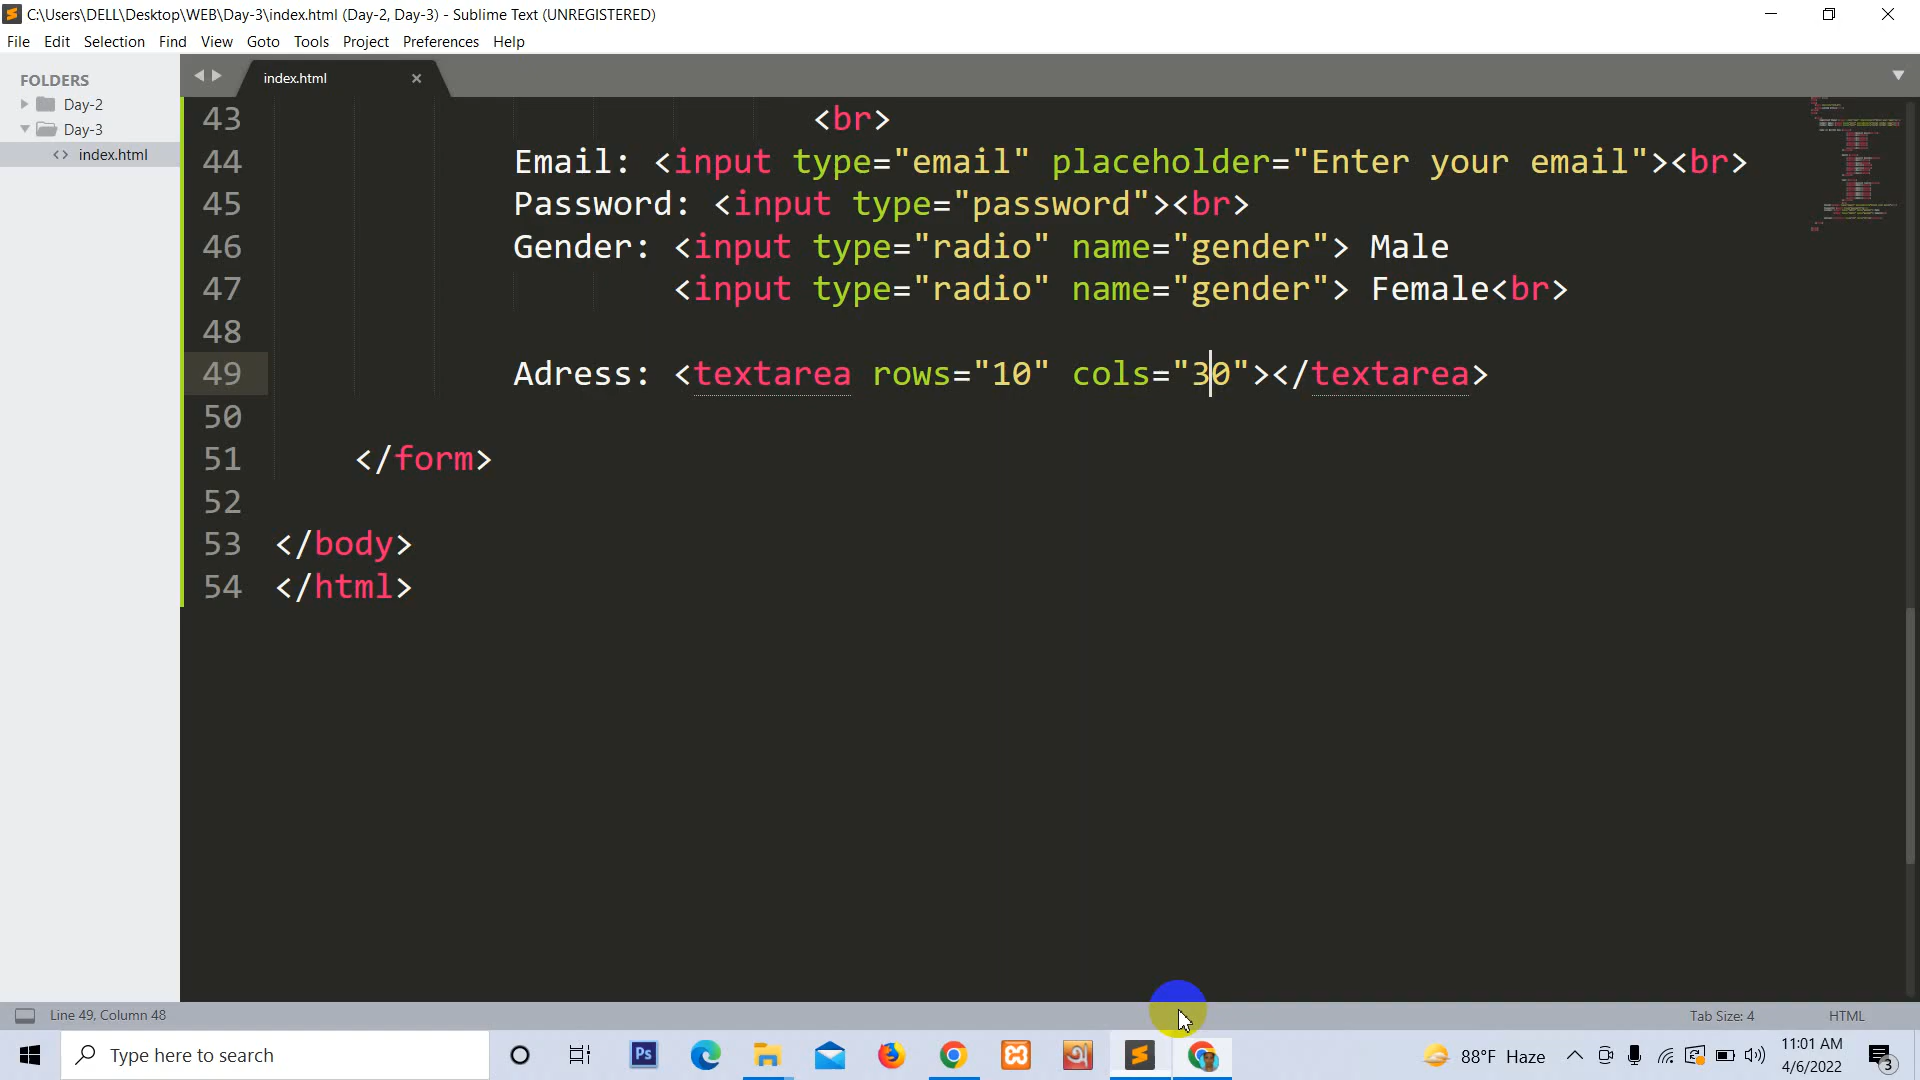 C:\Users\DELL\Desktop\WEB\Day-3\index.html (Day-2, Day-3) - Sublime Text (UNREGISTERED)
File Edit Selection Find View Goto Tools Project Preferences Help
FOLDERS
Day-2
Day-3
<> index.html
index.html
43 <br>
44 Email: <input type="email" placeholder="Enter your email"><br>
45 Password: <input type="password"><br>
46 Gender: <input type="radio" name="gender"> Male
47 <input type="radio" name="gender"> Female<br>
48
49 Adress: <textarea rows="10" cols="30"></textarea>
50
51 </form>
52
53 </body>
54 </html>
Line 49, Column 48 Tab Size: 4 HTML
Type here to search Ps 88°F Haze 11:01 AM
4/6/2022 3